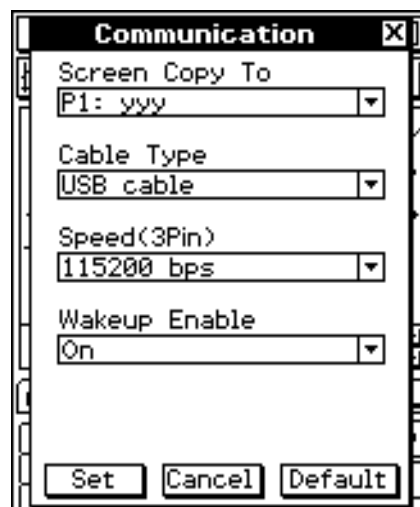 Communication
Screen Copy To
P1: yyy
Cable Type
USB cable
Speed(3Pin)
115200 bps
Wakeup Enable
On
Set Cancel Default